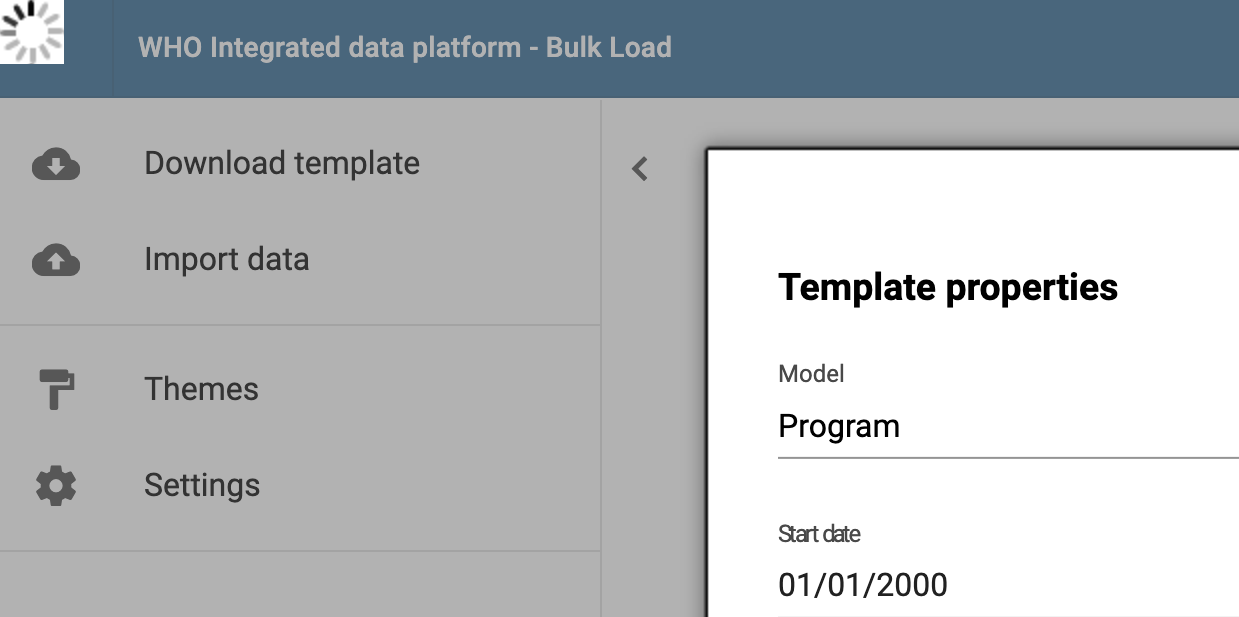 WHO Integrated data platform - Bulk Load
Download template
Import data
Themes
Settings
Template properties
Model
Program
Start date
01/01/2000